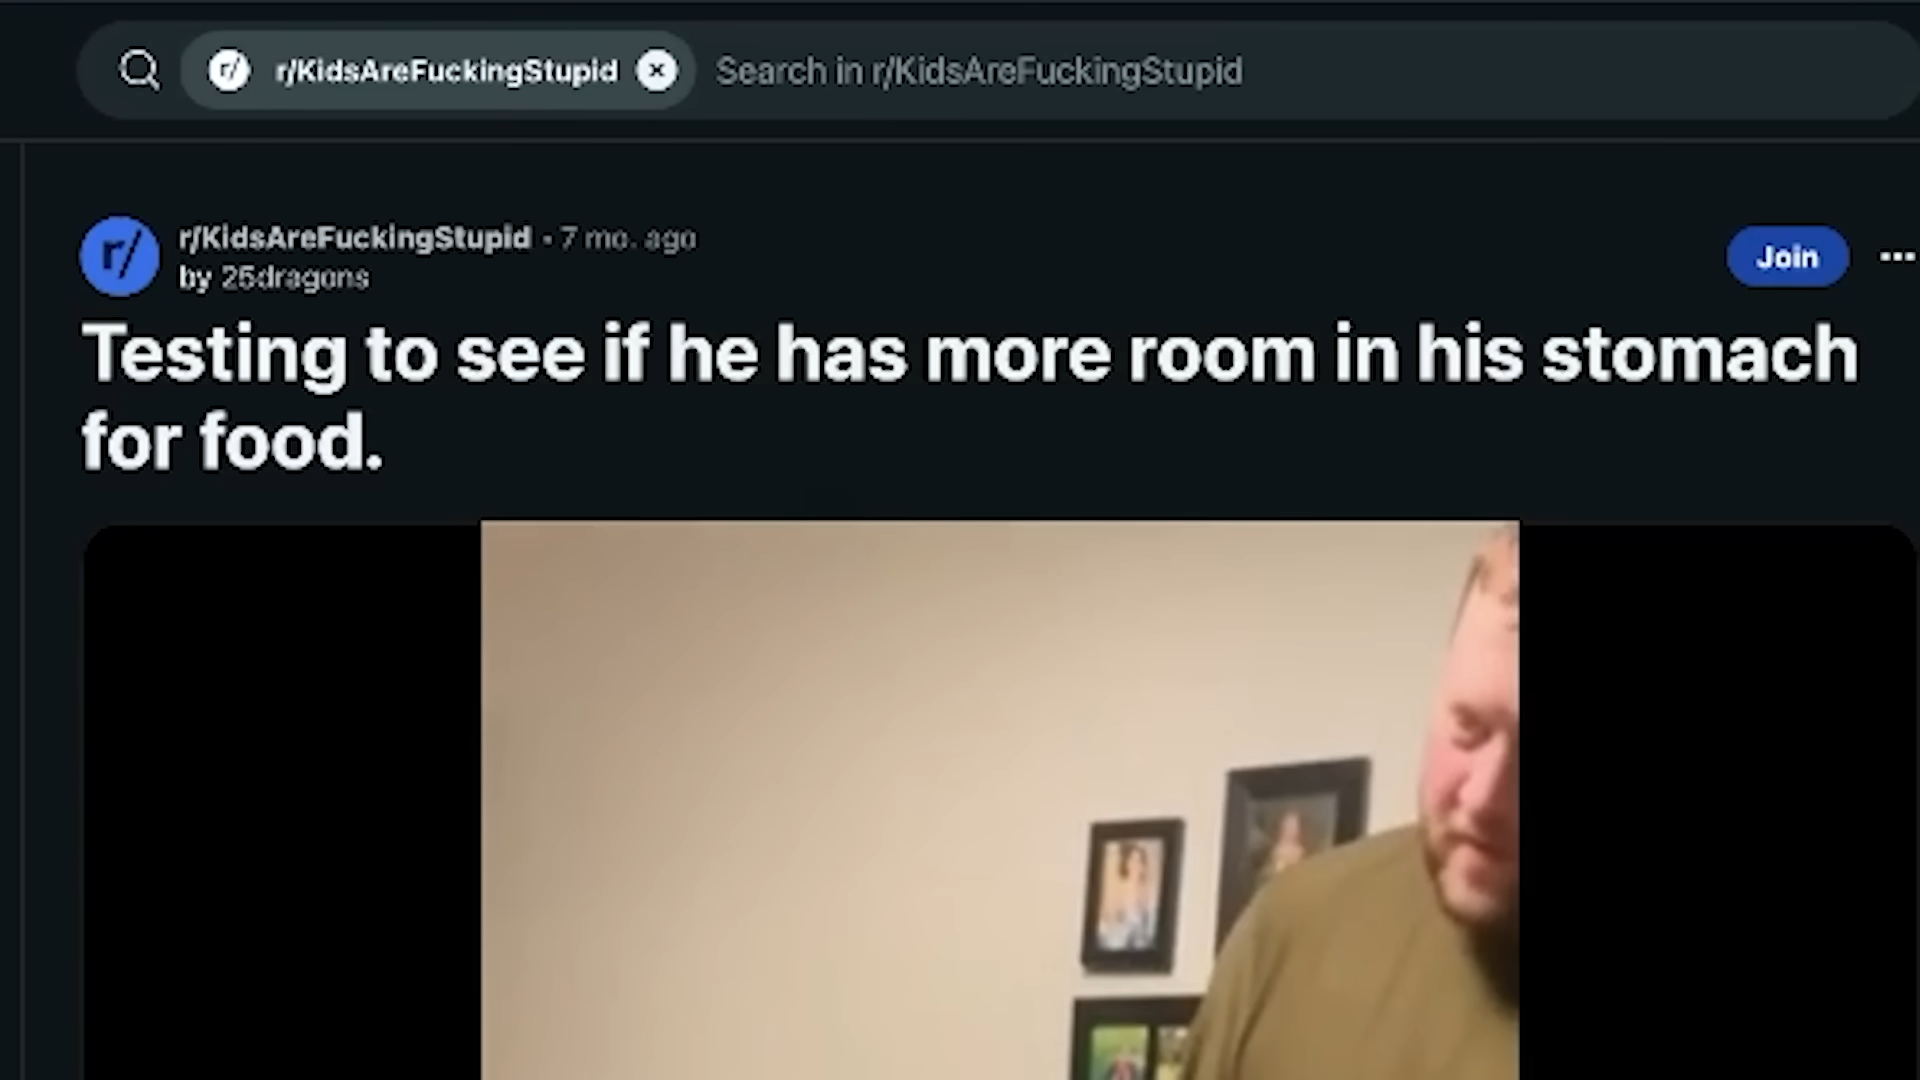 r/KidsAreFuckingStupid Search in r/KidsAreFuckingStupid
r/KidsAreFuckingStupid • 7 mo. ago
by 25dragons
Join
Testing to see if he has more room in his stomach
for food.